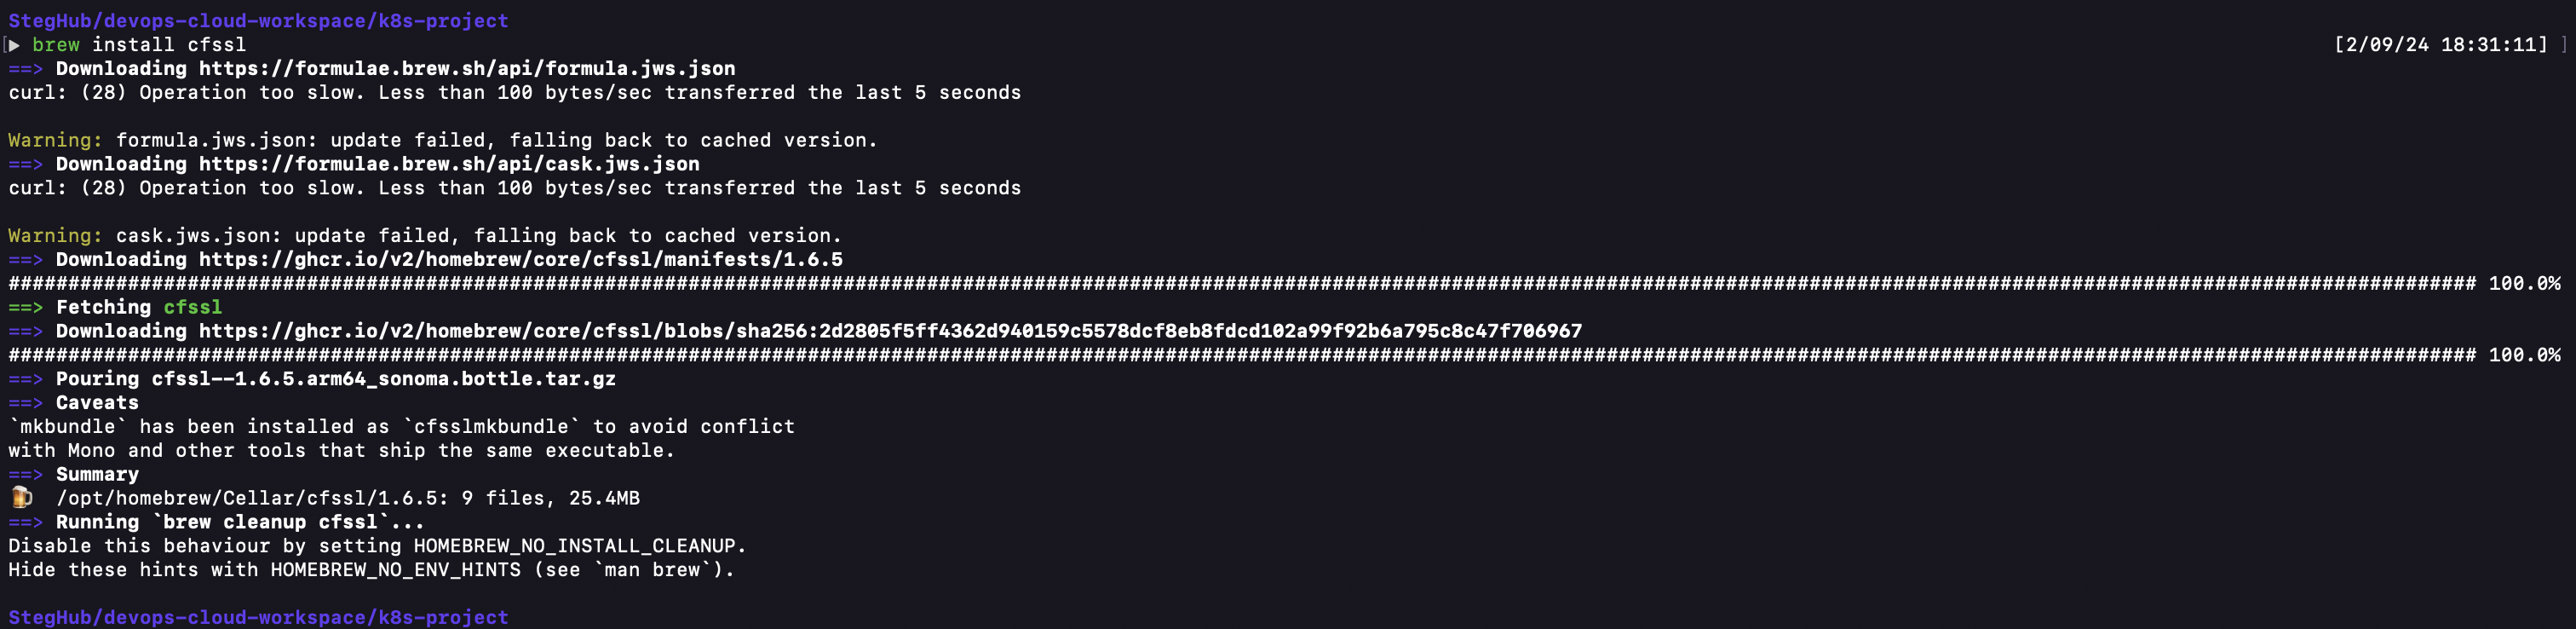 StegHub/devops-cloud-workspace/k8s-project
[▶ brew install cfssl [2/09/24 18:31:11] ]
==> Downloading https://formulae.brew.sh/api/formula.jws.json
curl: (28) Operation too slow. Less than 100 bytes/sec transferred the last 5 seconds
Warning: formula.jws.json: update failed, falling back to cached version.
==> Downloading https://formulae.brew.sh/api/cask.jws.json
curl: (28) Operation too slow. Less than 100 bytes/sec transferred the last 5 seconds
Warning: cask.jws.json: update failed, falling back to cached version.
==> Downloading https://ghcr.io/v2/homebrew/core/cfssl/manifests/1.6.5
############################################################################################################################################################################################################### 100.0%
==> Fetching cfssl
==> Downloading https://ghcr.io/v2/homebrew/core/cfssl/blobs/sha256:2d2805f5ff4362d940159c5578dcf8eb8fdcd102a99f92b6a795c8c47f706967
############################################################################################################################################################################################################### 100.0%
==> Pouring cfssl--1.6.5.arm64_sonoma.bottle.tar.gz
==> Caveats
`mkbundle` has been installed as `cfsslmkbundle` to avoid conflict
with Mono and other tools that ship the same executable.
==> Summary
🍺  /opt/homebrew/Cellar/cfssl/1.6.5: 9 files, 25.4MB
==> Running `brew cleanup cfssl`...
Disable this behaviour by setting HOMEBREW_NO_INSTALL_CLEANUP.
Hide these hints with HOMEBREW_NO_ENV_HINTS (see `man brew`).
StegHub/devops-cloud-workspace/k8s-project